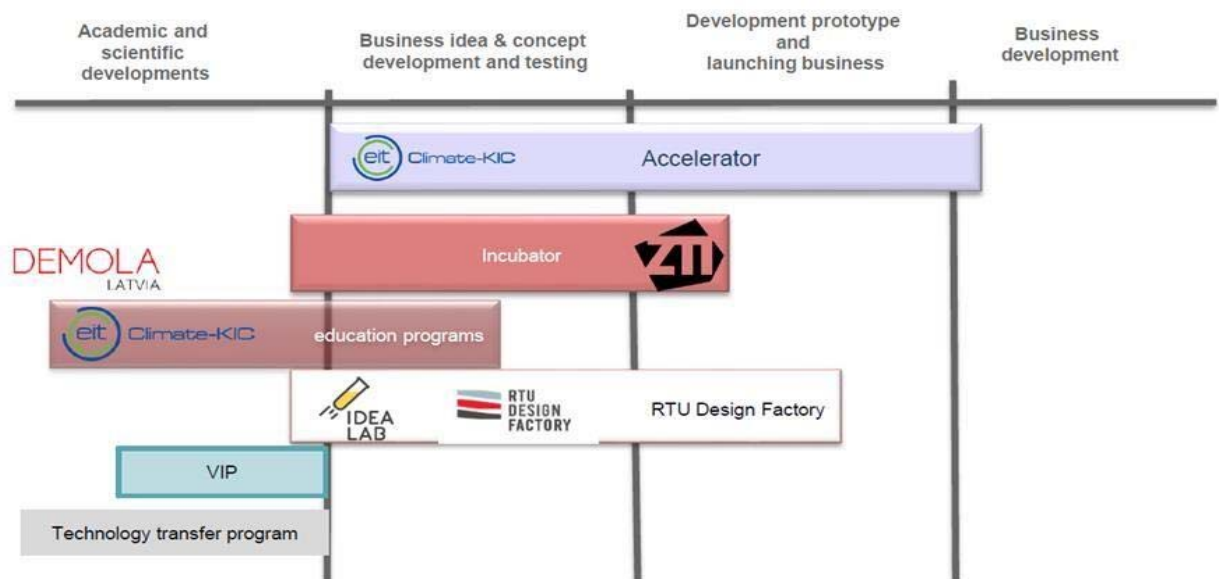 Academic and
scientific
developments
Business idea & concept
development and testing
Development prototype
and
launching business
Business
development
eit Climate-KIC Accelerator
Incubator ZTI
DEMOLA
LATVIA
eit Climate-KIC education programs
IDEA
LAB
RTU
DESIGN
FACTORY
RTU Design Factory
VIP
Technology transfer program